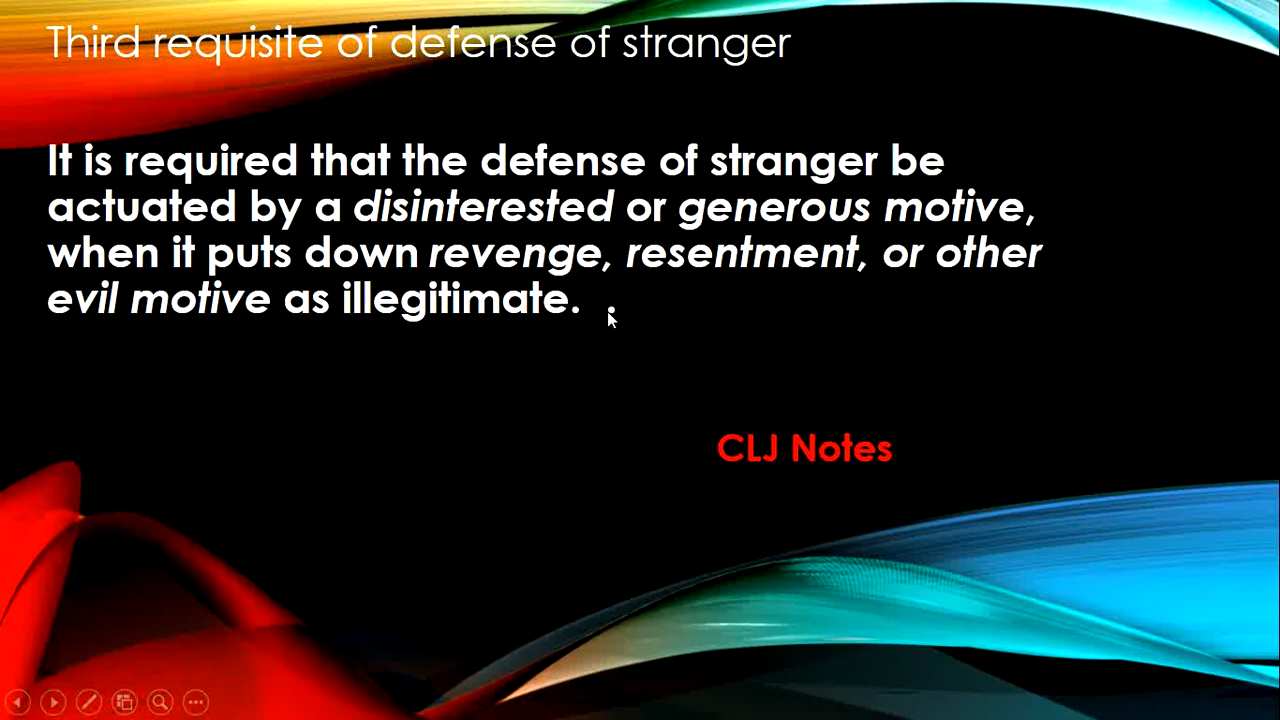 Third requisite of defense of stranger
It is required that the defense of stranger be
actuated by a disinterested or generous motive,
when it puts down revenge, resentment, or other
evil motive as illegitimate.  .
CLJ Notes